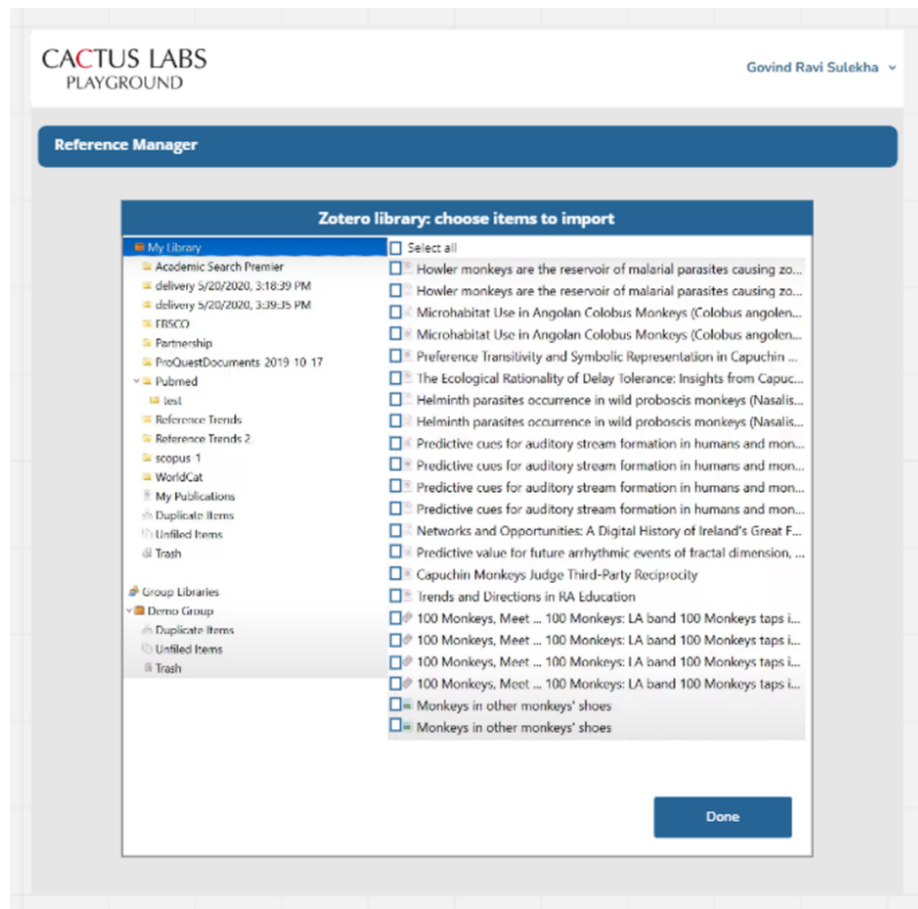 CACTUS LABS
PLAYGROUND
Govind Ravi Sulekha
Reference Manager
Zotero library: choose items to import
My Library
Academic Search Premier
delivery 5/20/2020, 3:18:39 PM
delivery 5/20/2020, 3:39:35 PM
EBSCO
Partnership
ProQuestDocuments 2019 10 17
Pubmed
test
Reference Trends
Reference Trends 2
scopus 1
WorldCat
My Publications
Duplicate Items
Unfiled Items
Trash
Group Libraries
Demo Group
Duplicate Items
Unfiled Items
Trash
Select all
Howler monkeys are the reservoir of malarial parasites causing zo...
Howler monkeys are the reservoir of malarial parasites causing zo...
Microhabitat Use in Angolan Colobus Monkeys (Colobus angolen...
Microhabitat Use in Angolan Colobus Monkeys (Colobus angolen...
Preference Transitivity and Symbolic Representation in Capuchin ...
The Ecological Rationality of Delay Tolerance: Insights from Capuc...
Helminth parasites occurrence in wild proboscis monkeys (Nasalis...
Helminth parasites occurrence in wild proboscis monkeys (Nasalis...
Predictive cues for auditory stream formation in humans and mon...
Predictive cues for auditory stream formation in humans and mon...
Predictive cues for auditory stream formation in humans and mon...
Predictive cues for auditory stream formation in humans and mon...
Networks and Opportunities: A Digital History of Ireland's Great F...
Predictive value for future arrhythmic events of fractal dimension, ...
Capuchin Monkeys Judge Third-Party Reciprocity
Trends and Directions in RA Education
100 Monkeys, Meet ... 100 Monkeys: LA band 100 Monkeys taps i...
100 Monkeys, Meet ... 100 Monkeys: LA band 100 Monkeys taps i...
100 Monkeys, Meet ... 100 Monkeys: LA band 100 Monkeys taps i...
100 Monkeys, Meet ... 100 Monkeys: LA band 100 Monkeys taps i...
Monkeys in other monkeys' shoes
Monkeys in other monkeys' shoes
Done